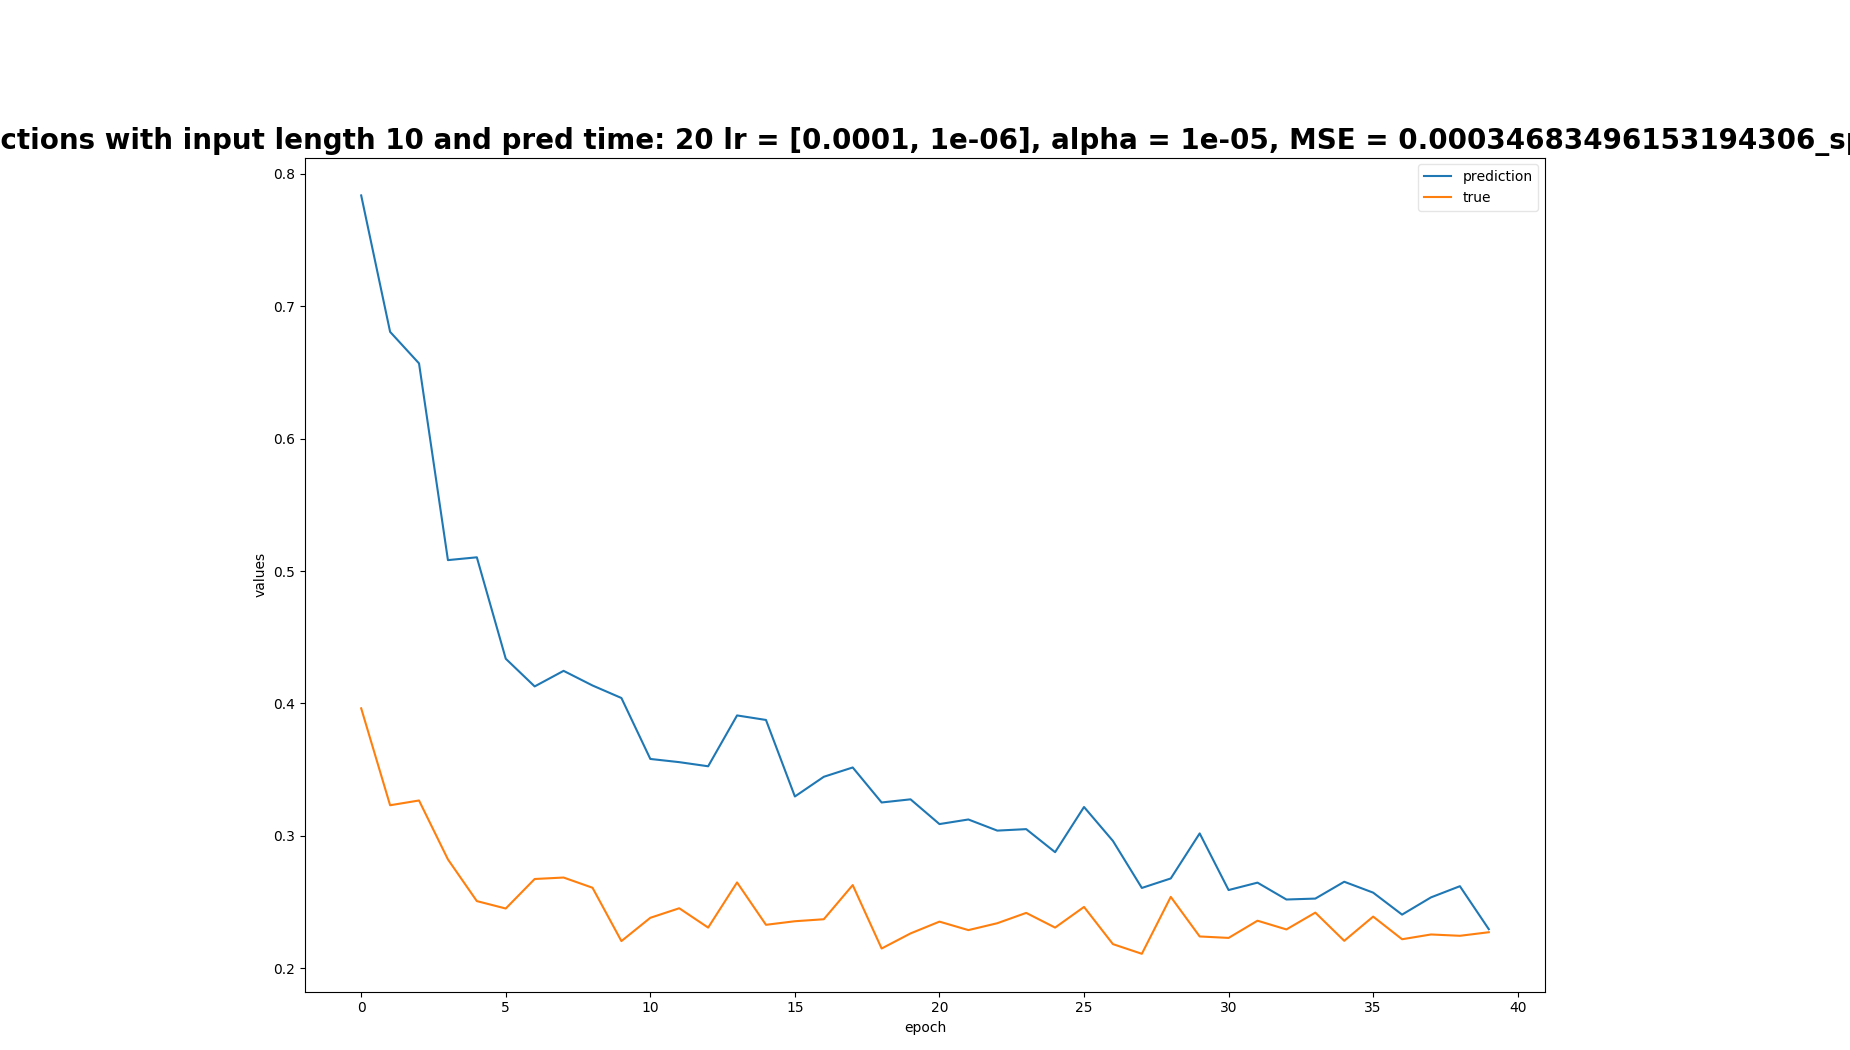 ctions with input length 10 and pred time: 20 lr = [0.0001, 1e-06], alpha = 1e-05, MSE = 0.00034683496153194306_sp
prediction
true
0.8
0.7
0.6
0.5
0.4
0.3
0.2
values
0 5 10 15 20 25 30 35 40
epoch